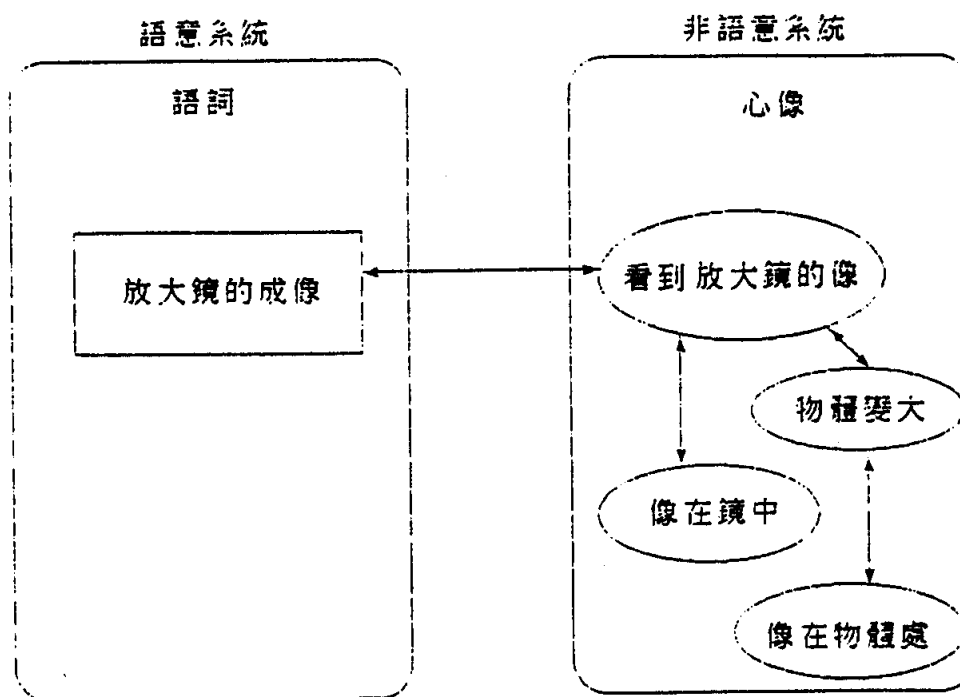 語意系統
非語意系統
語詞
心像
放大鏡的成像
看到放大鏡的像
物體變大
像在鏡中
像在物體處